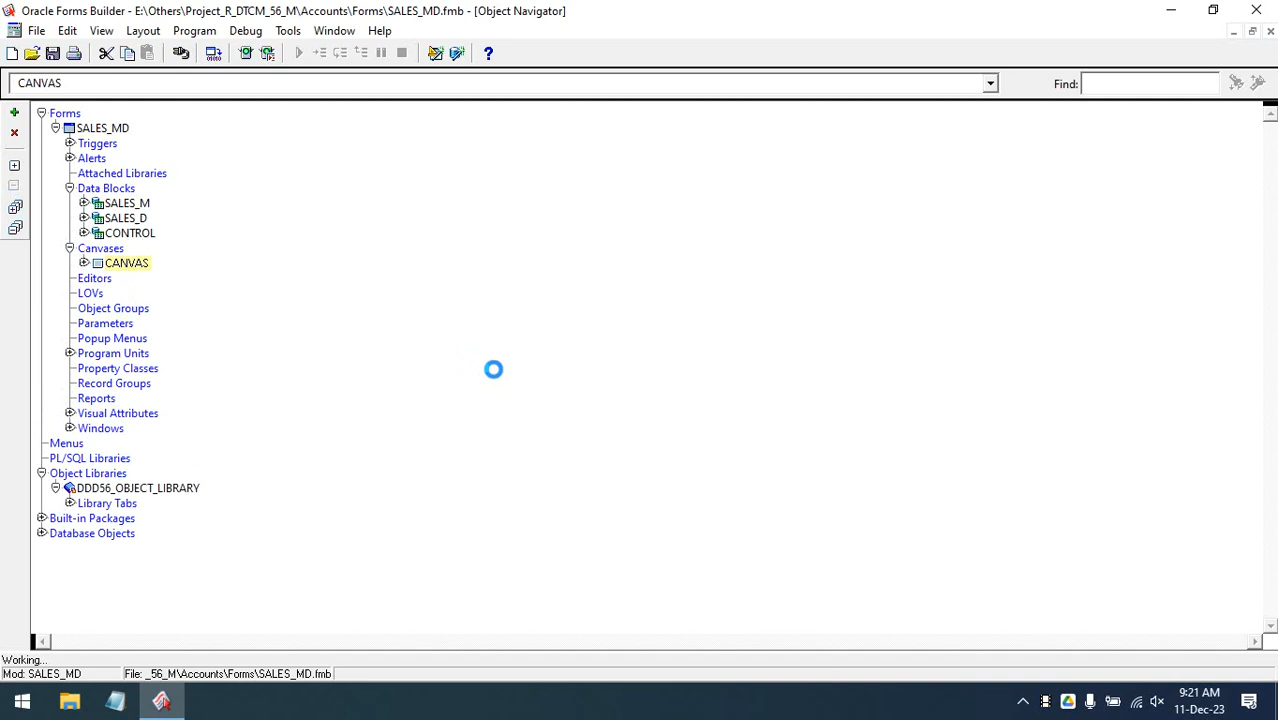 Oracle Forms Builder - E:\Others\Project_R_DTCM_56_M\Accounts\Forms\SALES_MD.fmb - [Object Navigator]
File Edit View Layout Program Debug Tools Window Help
CANVAS Find:
Forms
SALES_MD
Triggers
Alerts
Attached Libraries
Data Blocks
SALES_M
SALES_D
CONTROL
Canvases
CANVAS
Editors
LOVs
Object Groups
Parameters
Popup Menus
Program Units
Property Classes
Record Groups
Reports
Visual Attributes
Windows
Menus
PL/SQL Libraries
Object Libraries
DDD56_OBJECT_LIBRARY
Library Tabs
Built-in Packages
Database Objects
Working...
Mod: SALES_MD File: _56_M\Accounts\Forms\SALES_MD.fmb
9:21 AM
11-Dec-23